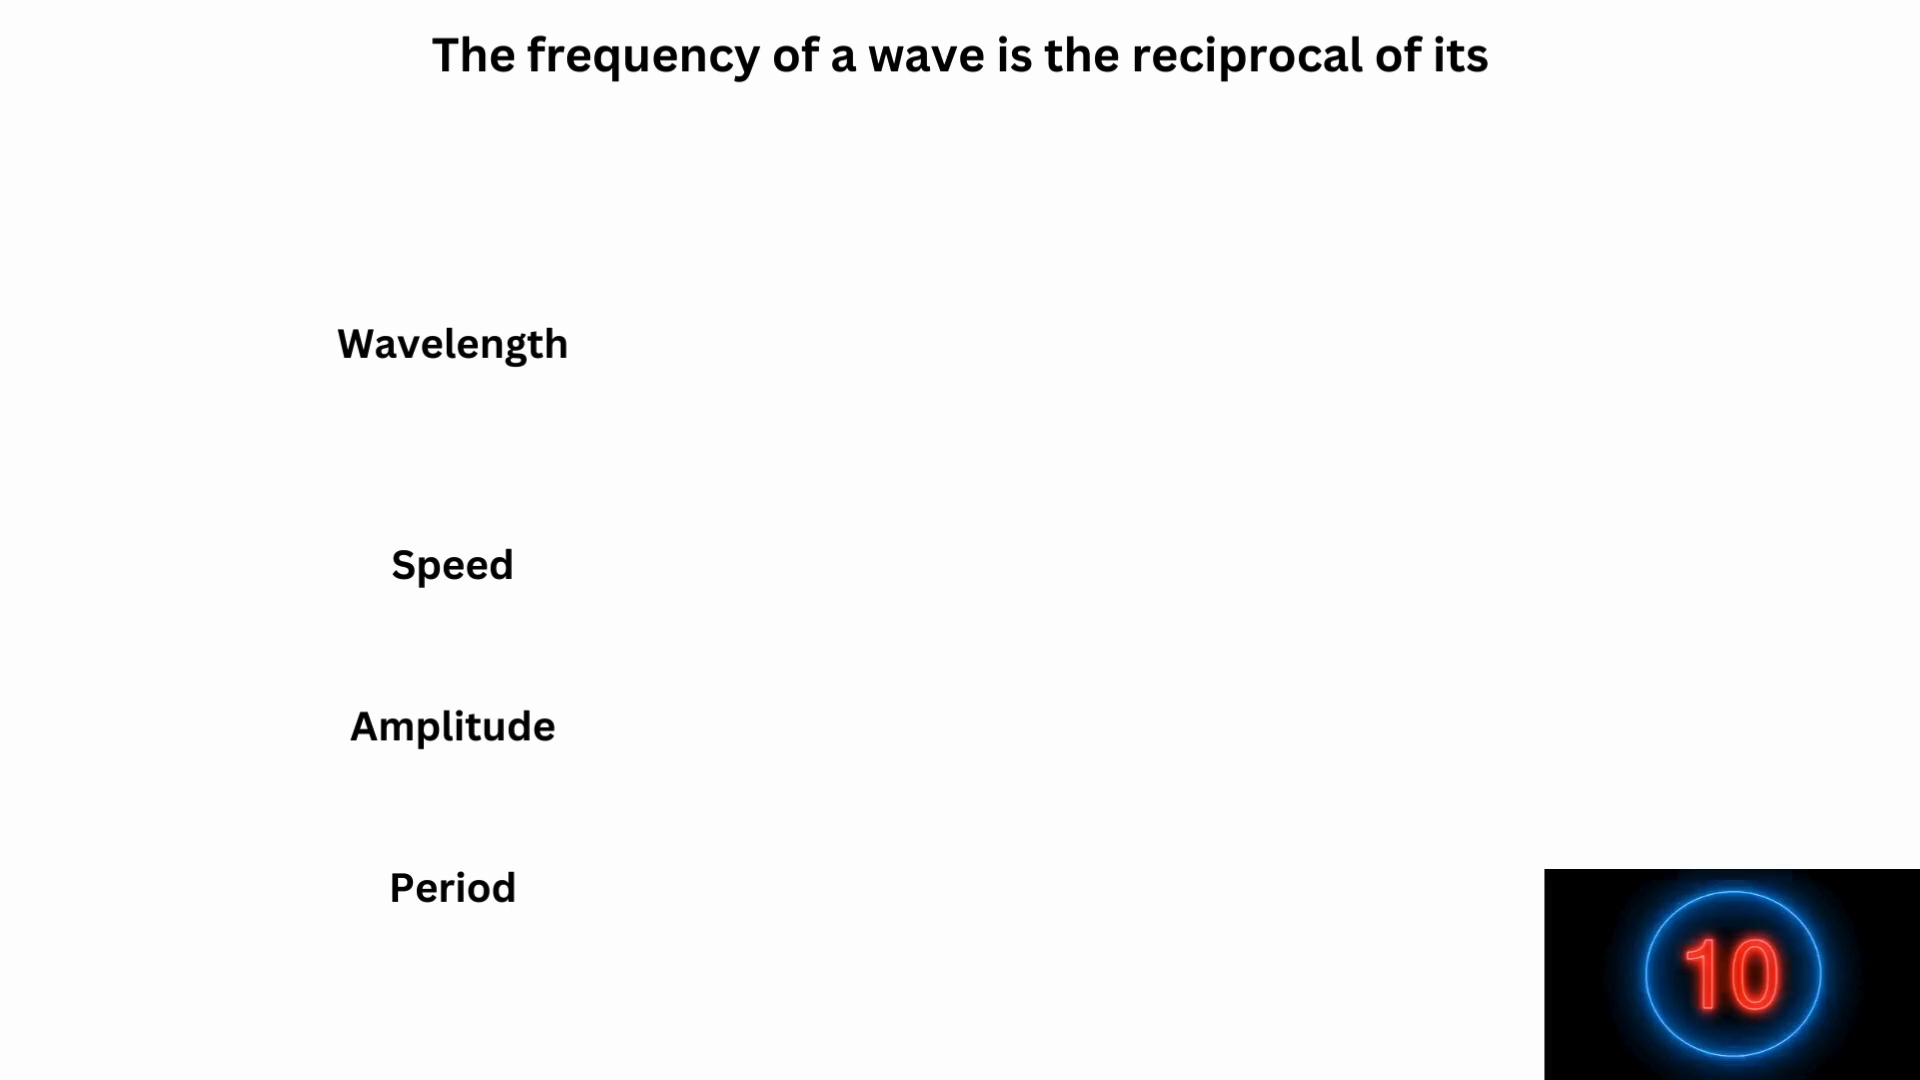 The frequency of a wave is the reciprocal of its
Wavelength
Speed
Amplitude
Period
10